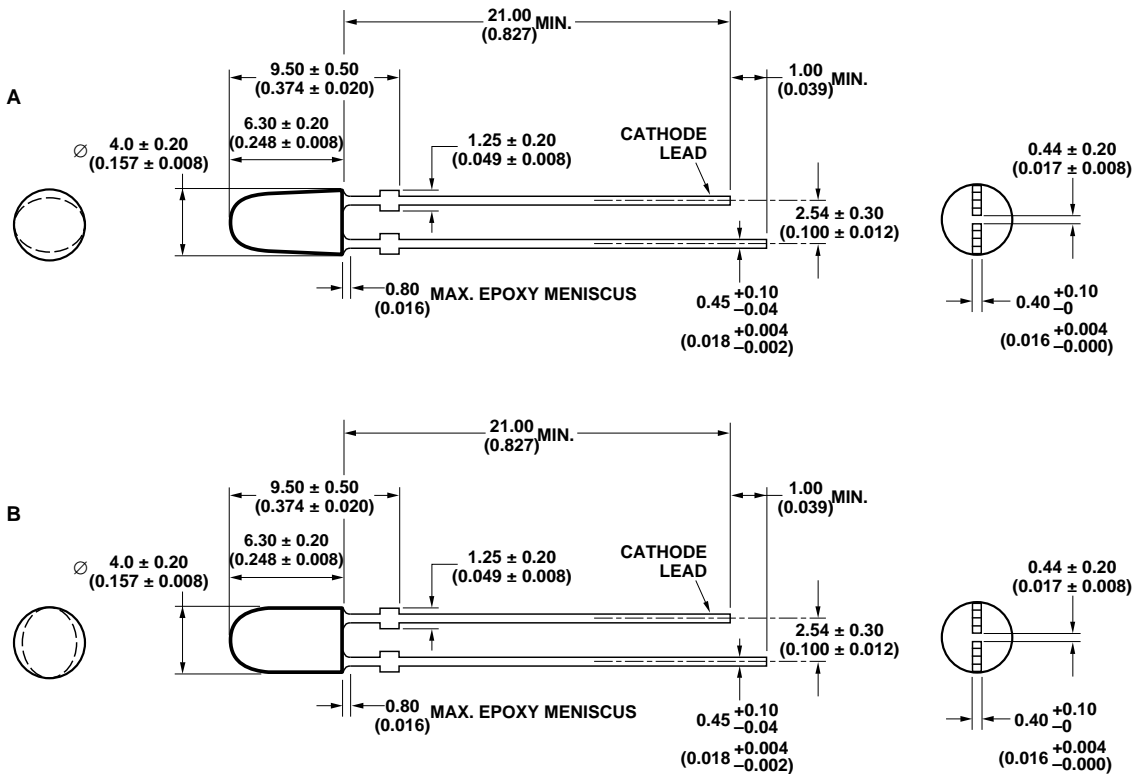 21.00 MIN.
(0.827)
9.50 ± 0.50
(0.374 ± 0.020)
1.00 MIN.
(0.039)
A
6.30 ± 0.20
(0.248 ± 0.008)
∅ 4.0 ± 0.20
(0.157 ± 0.008)
1.25 ± 0.20
(0.049 ± 0.008)
CATHODE
LEAD
0.44 ± 0.20
(0.017 ± 0.008)
2.54 ± 0.30
(0.100 ± 0.012)
0.80 MAX. EPOXY MENISCUS
(0.016)
0.45 +0.10
–0.04
(0.018 +0.004
–0.002)
0.40 +0.10
–0
(0.016 +0.004
–0.000)
21.00 MIN.
(0.827)
9.50 ± 0.50
(0.374 ± 0.020)
1.00 MIN.
(0.039)
B
6.30 ± 0.20
(0.248 ± 0.008)
∅ 4.0 ± 0.20
(0.157 ± 0.008)
1.25 ± 0.20
(0.049 ± 0.008)
CATHODE
LEAD
0.44 ± 0.20
(0.017 ± 0.008)
2.54 ± 0.30
(0.100 ± 0.012)
0.80 MAX. EPOXY MENISCUS
(0.016)
0.45 +0.10
–0.04
(0.018 +0.004
–0.002)
0.40 +0.10
–0
(0.016 +0.004
–0.000)